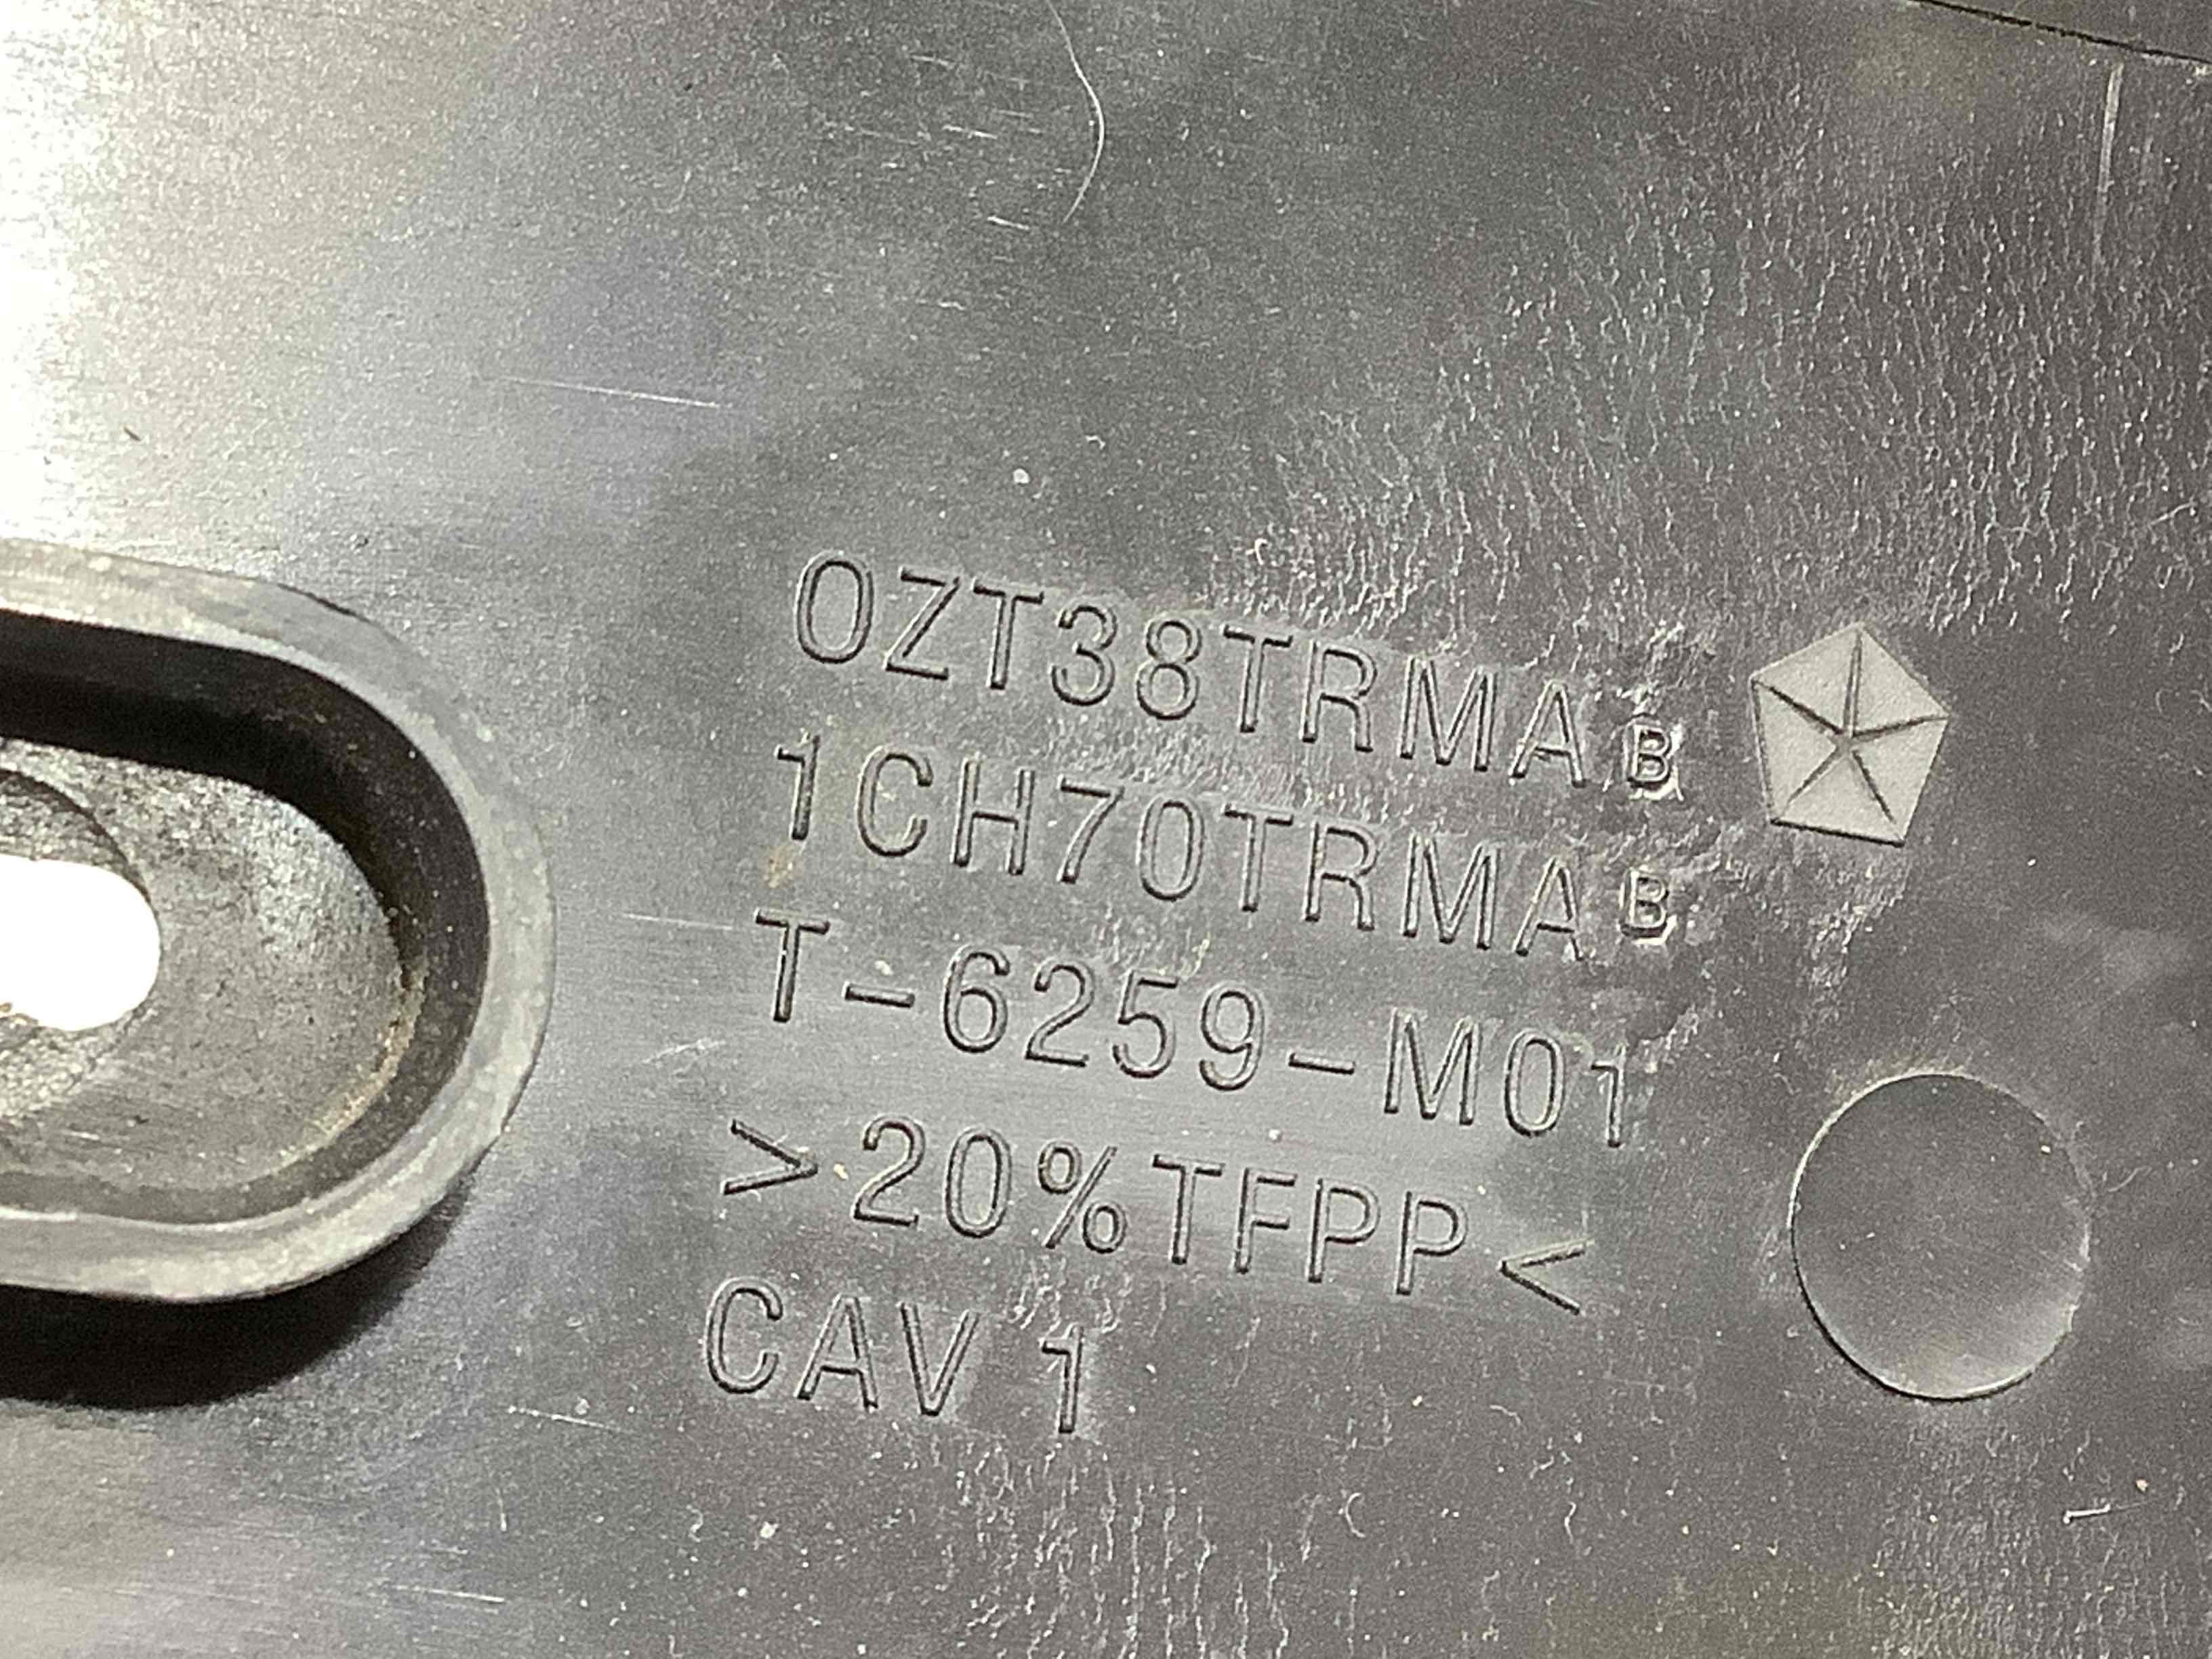 0ZT38TRMAB
1CH70TRMAB
T-6259-M01
>20%TFPP<
CAV 1